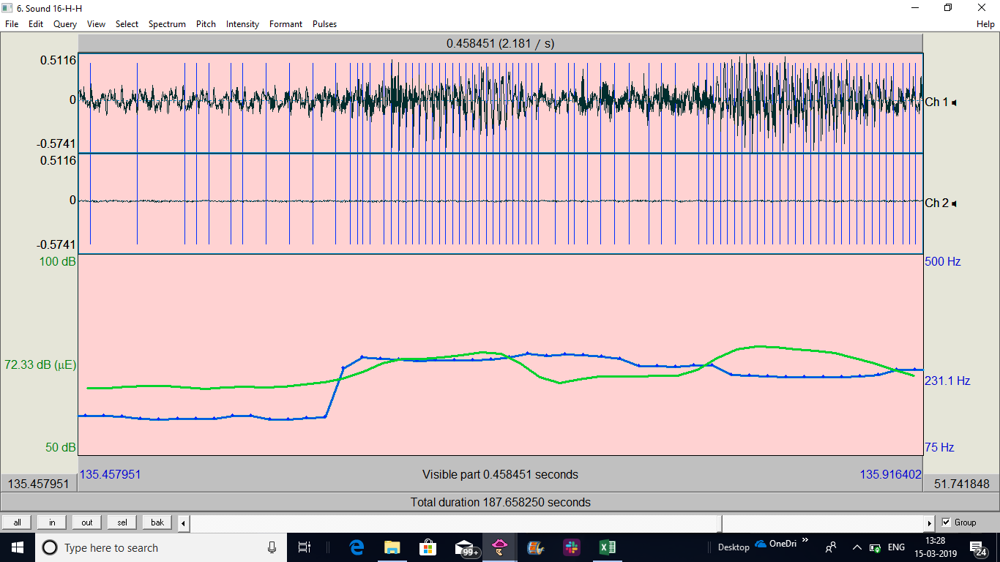 6. Sound 16-H-H
File Edit Query View Select Spectrum Pitch Intensity Formant Pulses Help
0.458451 (2.181 / s)
0.5116
0
-0.5741
Ch 1
0.5116
0
-0.5741
Ch 2
100 dB
500 Hz
72.33 dB (µE)
231.1 Hz
50 dB
75 Hz
135.457951
135.457951
Visible part 0.458451 seconds
135.916402
51.741848
Total duration 187.658250 seconds
all in out sel bak
Group
Type here to search
99+
Desktop
OneDri
ENG
13:28
15-03-2019
24